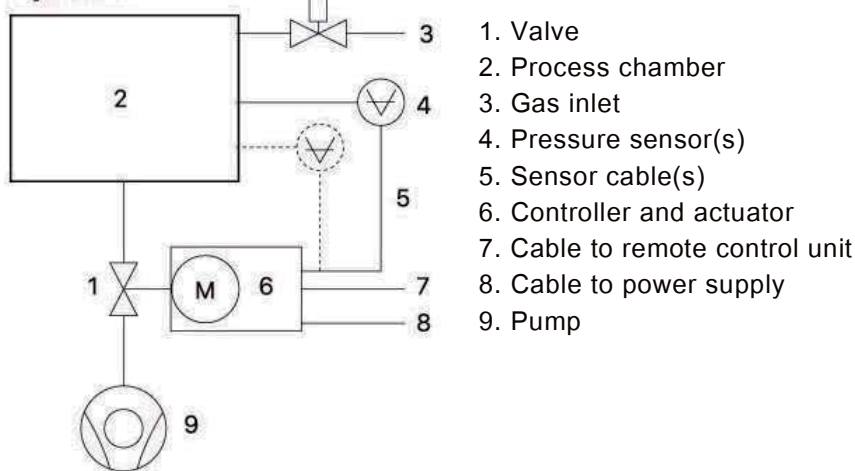 3
2
4
5
1
M
6
7
8
9
1. Valve
2. Process chamber
3. Gas inlet
4. Pressure sensor(s)
5. Sensor cable(s)
6. Controller and actuator
7. Cable to remote control unit
8. Cable to power supply
9. Pump